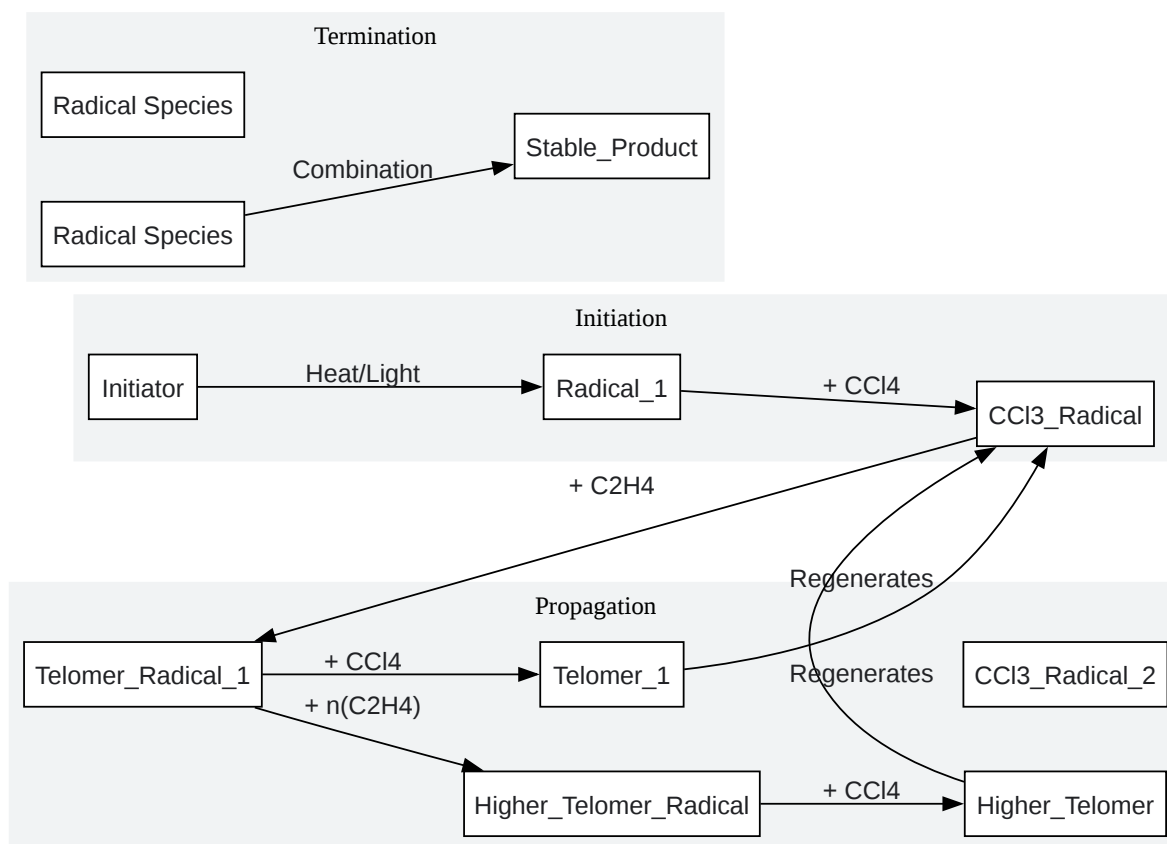 Termination
Radical Species
Stable_Product
Combination
Radical Species
Initiation
Initiator
Heat/Light
Radical_1
+ CCl4
CCl3_Radical
+ C2H4
Regenerates
Propagation
Telomer_Radical_1
+ CCl4
Telomer_1
Regenerates
CCl3_Radical_2
+ n(C2H4)
Higher_Telomer_Radical
+ CCl4
Higher_Telomer